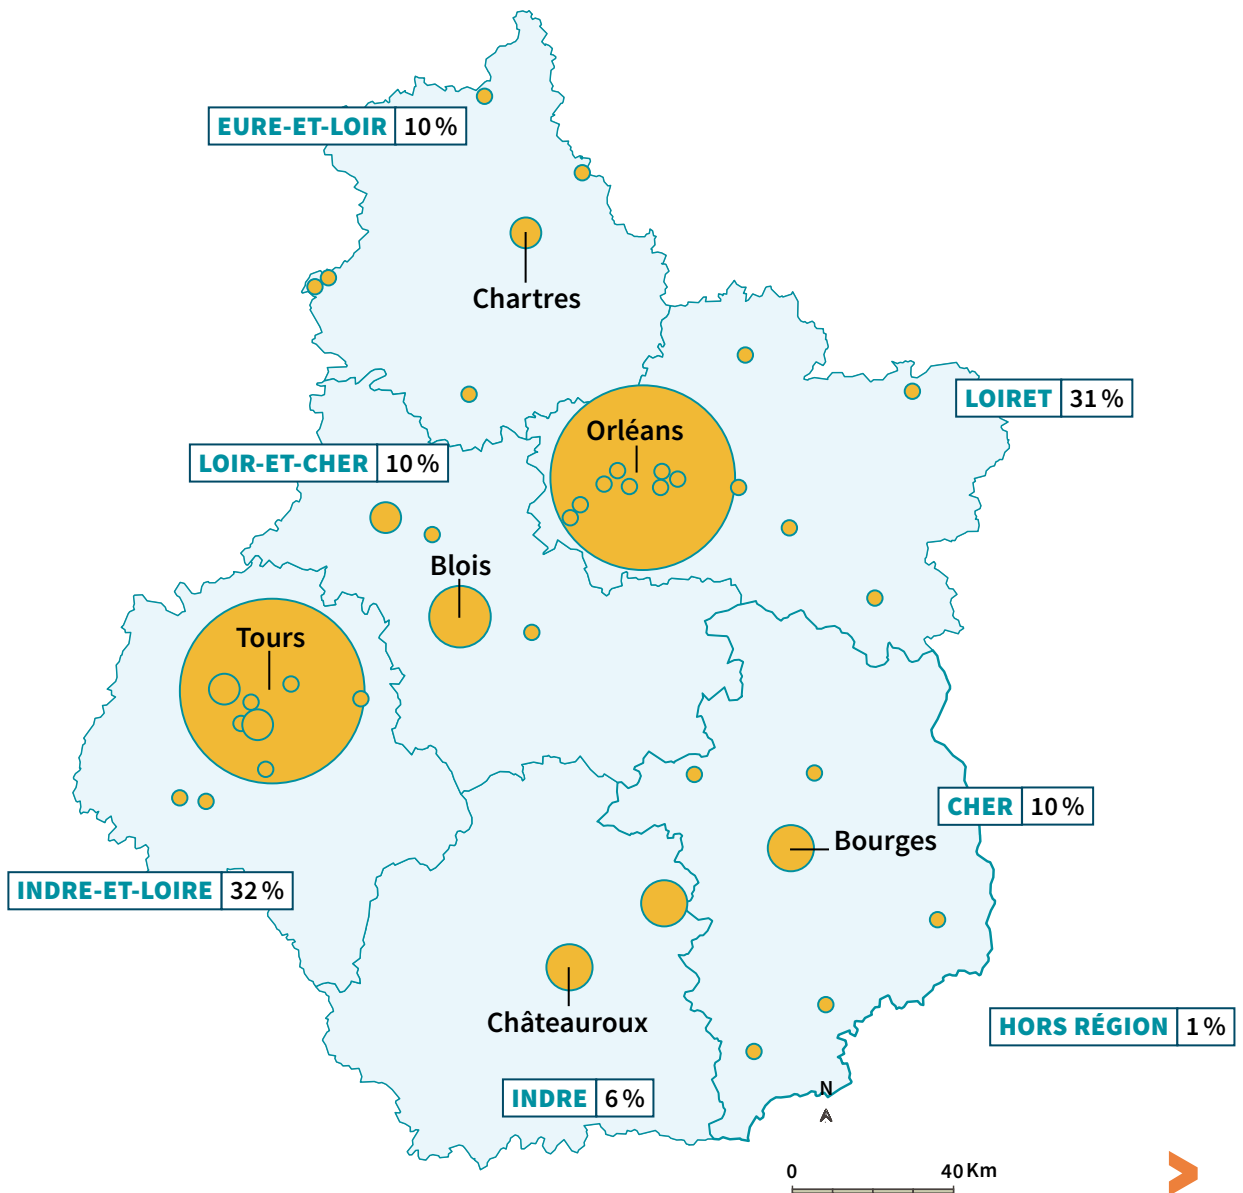 EURE-ET-LOIR 10 %
Chartres
LOIRET 31 %
Orléans
LOIR-ET-CHER 10 %
Blois
Tours
CHER 10 %
Bourges
INDRE-ET-LOIRE 32 %
Châteauroux
HORS RÉGION 1 %
INDRE 6 %
N
0 40 Km